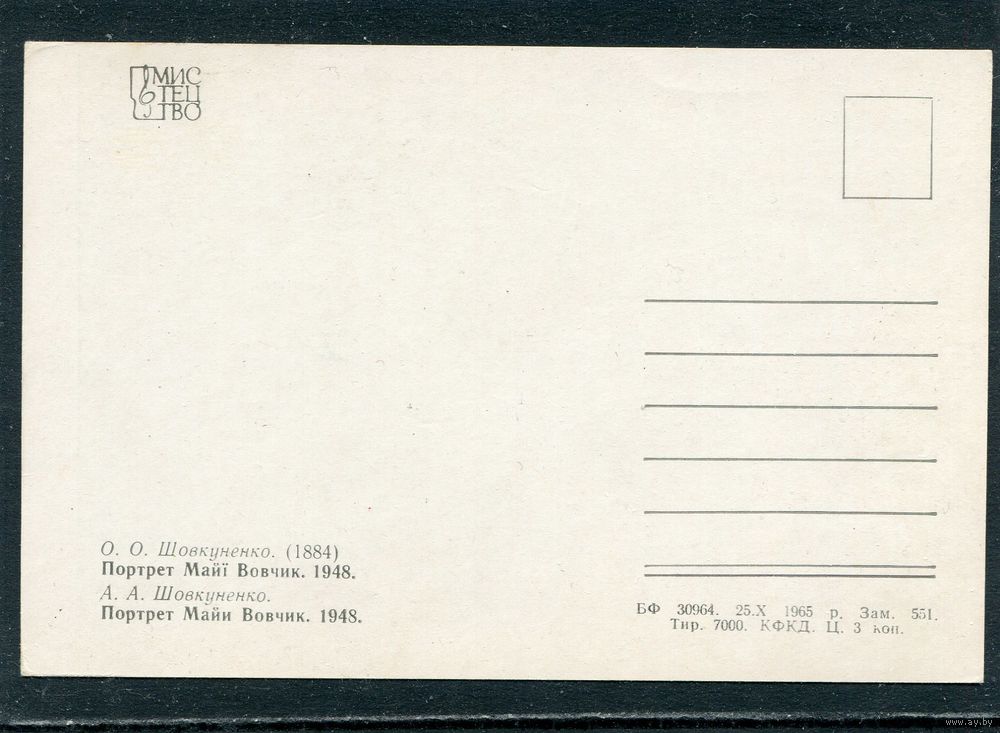 МИС
ТЕЦ
ТВО
О. О. Шовкуненко. (1884)
Портрет Майї Вовчик. 1948.
А. А. Шовкуненко.
Портрет Майи Вовчик. 1948.
БФ 30964. 25.X 1965 р. Зам. 551.
Тир. 7000. КФКД. Ц. 3 коп.
www.ay.by